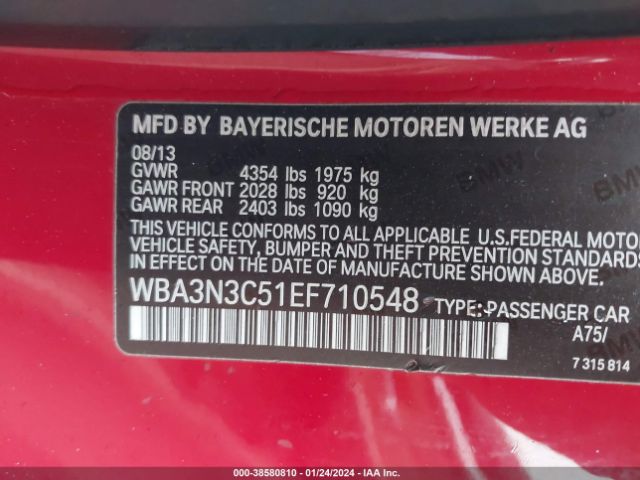 MFD BY BAYERISCHE MOTOREN WERKE AG
08/13
GVWR 4354 lbs 1975 kg
GAWR FRONT 2028 lbs 920 kg
GAWR REAR 2403 lbs 1090 kg
THIS VEHICLE CONFORMS TO ALL APPLICABLE U.S.FEDERAL MOTO
VEHICLE SAFETY, BUMPER AND THEFT PREVENTION STANDARDS
IN EFFECT ON THE DATE OF MANUFACTURE SHOWN ABOVE.
WBA3N3C51EF710548 TYPE:-PASSENGER CAR
A75/
7 315 814
BMW
BMW
000-38580810 | 01/24/2024 | IAA Inc.